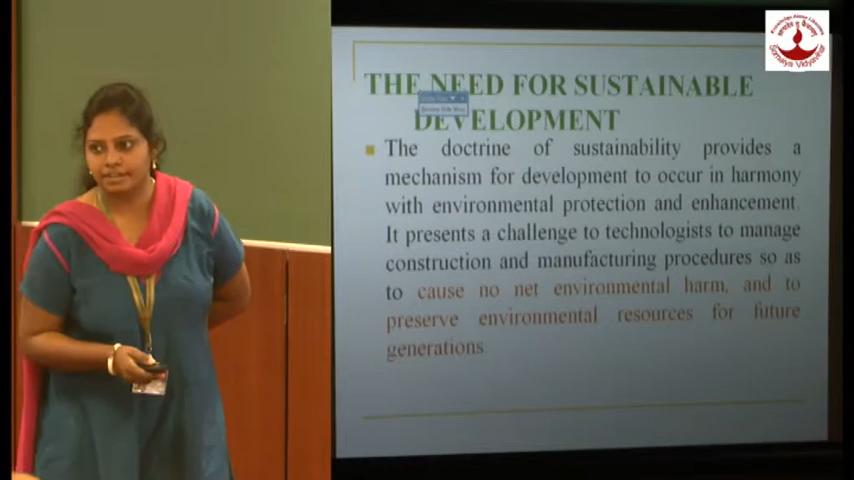 Somaiya Vidyavihar
THE NEED FOR SUSTAINABLE
DEVELOPMENT
The doctrine of sustainability provides a
mechanism for development to occur in harmony
with environmental protection and enhancement.
It presents a challenge to technologists to manage
construction and manufacturing procedures so as
to cause no net environmental harm, and to
preserve environmental resources for future
generations